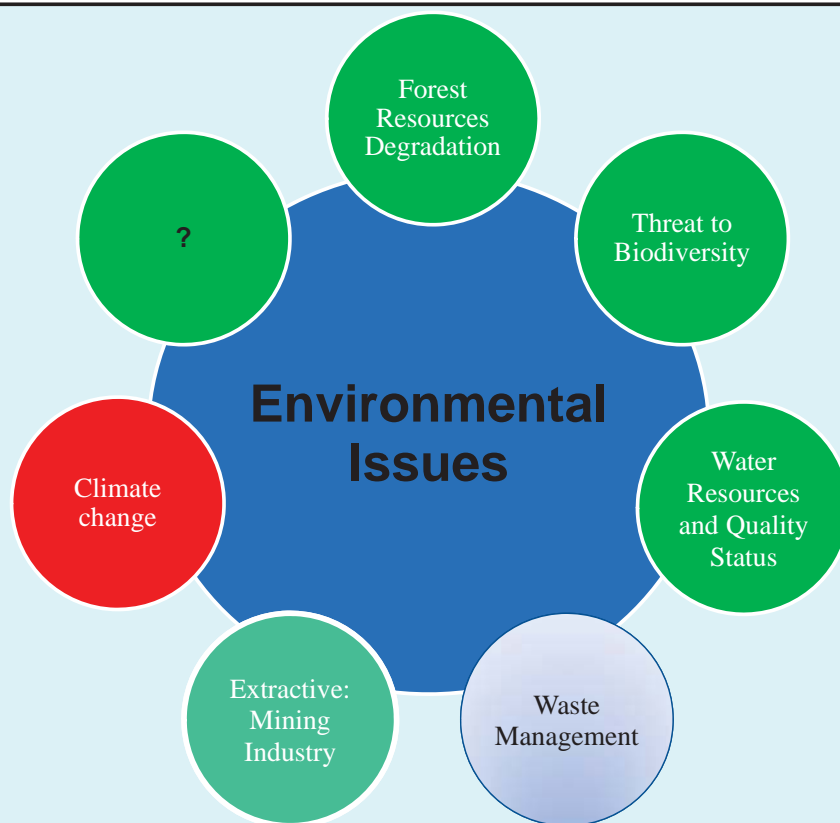 Forest
Resources
Degradation
?
Threat to
Biodiversity
Environmental
Issues
Climate
change
Water
Resources
and Quality
Status
Extractive:
Mining
Industry
Waste
Management